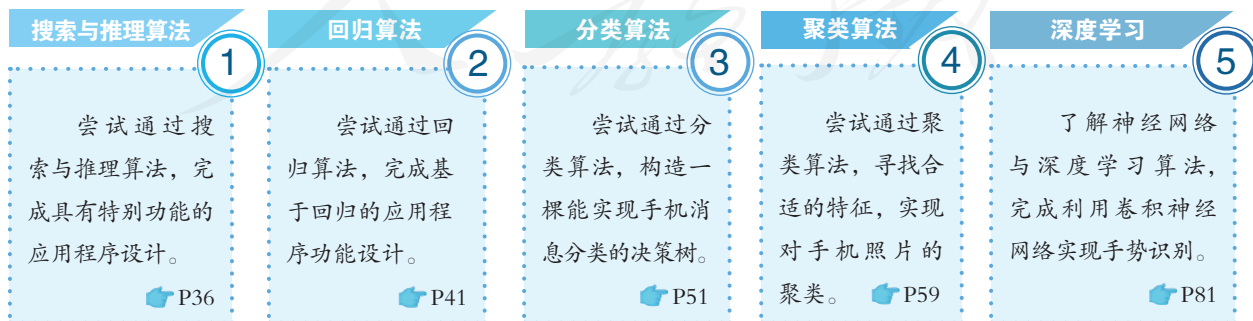 搜索与推理算法
1
尝试通过搜
索与推理算法，完
成具有特别功能的
应用程序设计。
P36
回归算法
2
尝试通过回
归算法，完成基
于回归的应用程
序功能设计。
P41
分类算法
3
尝试通过分
类算法，构造一
棵能实现手机消
息分类的决策树。
P51
聚类算法
4
尝试通过聚
类算法，寻找合
适的特征，实现
对手机照片的
聚类。 P59
深度学习
5
了解神经网络
与深度学习算法，
完成利用卷积神经
网络实现手势识别。
P81